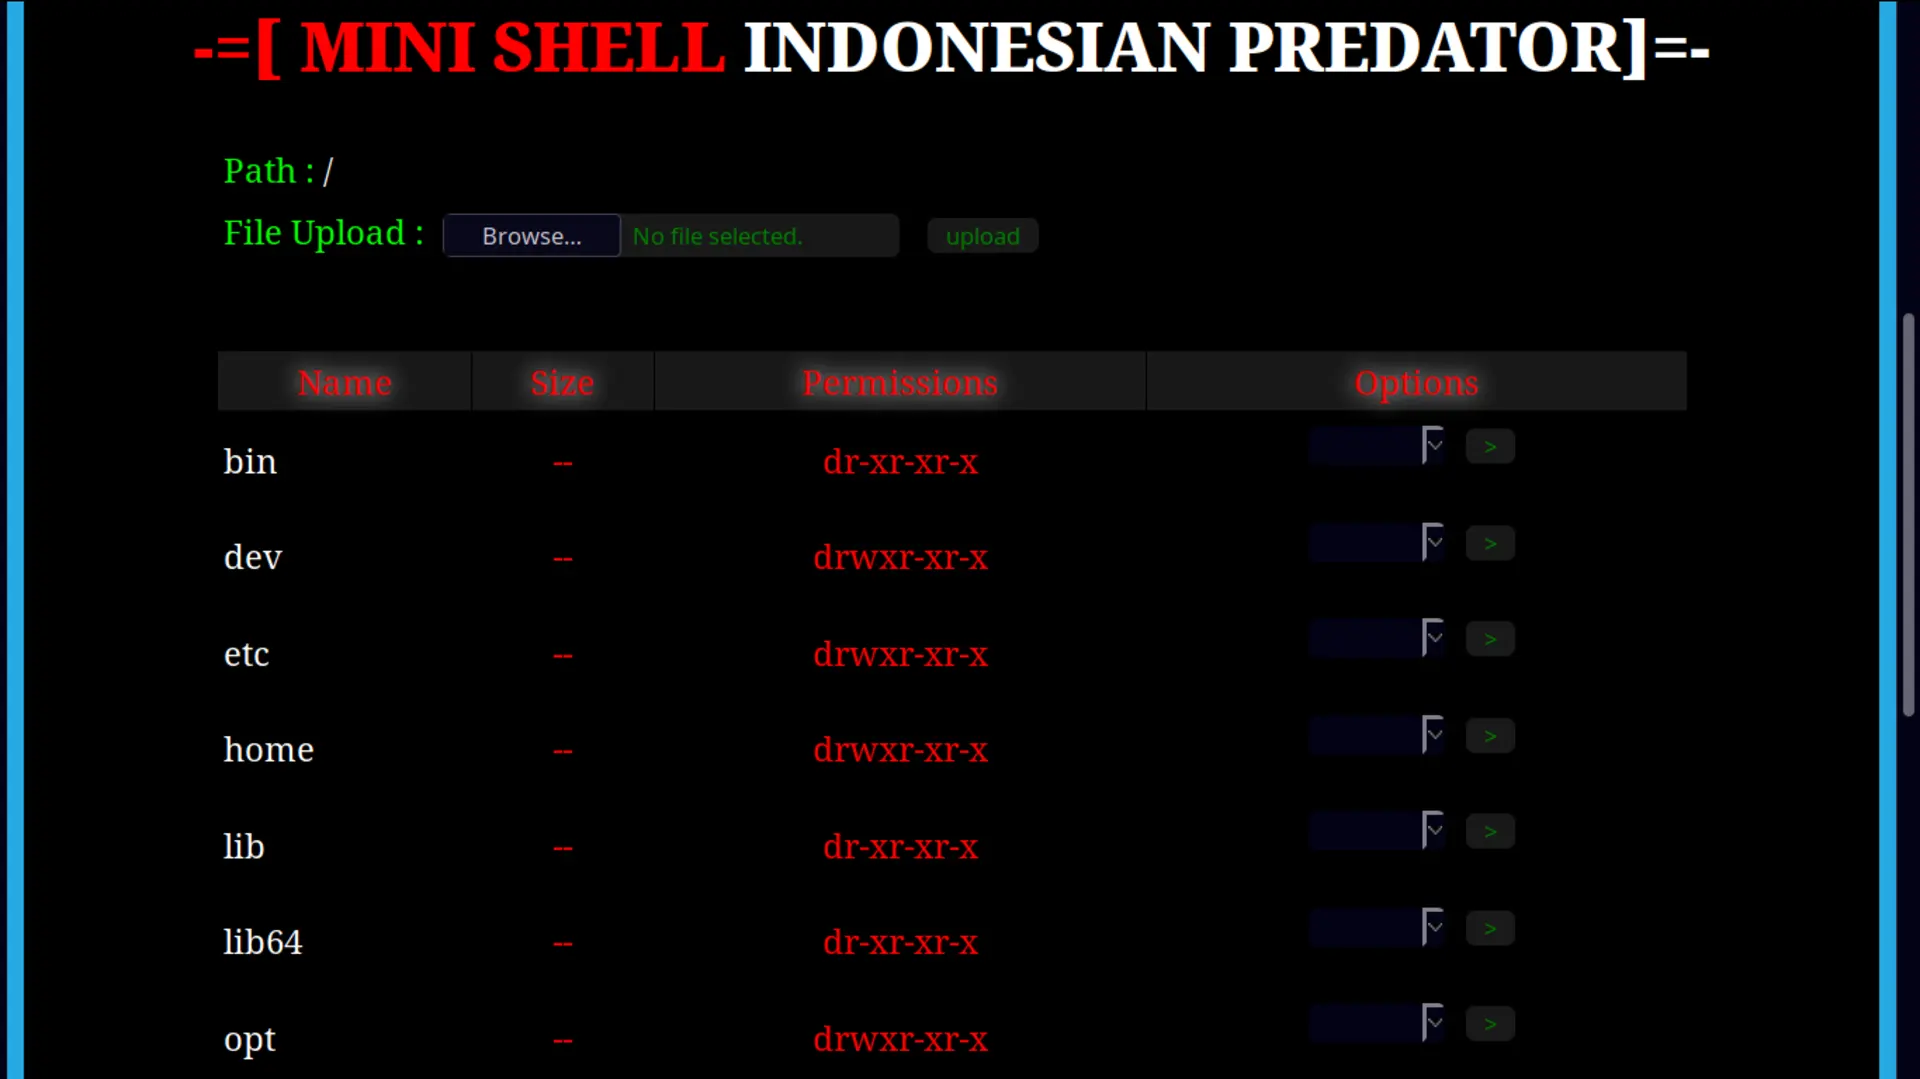 -=[ MINI SHELL INDONESIAN PREDATOR]=-
Path : /
File Upload : Browse... No file selected. upload
Name Size Permissions Options
bin -- dr-xr-xr-x >
dev -- drwxr-xr-x >
etc -- drwxr-xr-x >
home -- drwxr-xr-x >
lib -- dr-xr-xr-x >
lib64 -- dr-xr-xr-x >
opt -- drwxr-xr-x >